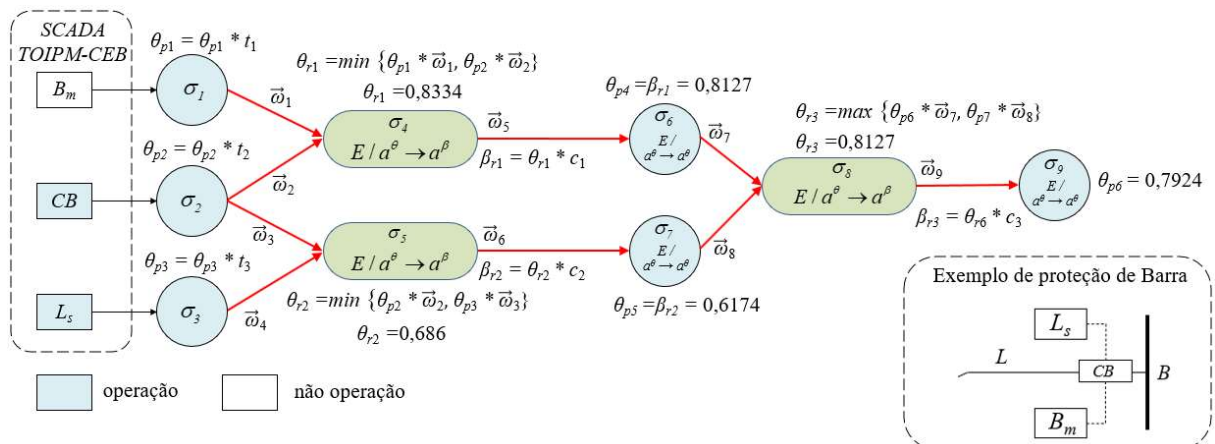 SCADA
TOIPM-CEB
B_m
CB
L_s
θ_p1 = θ_p1 * t_1
σ_1
θ_p2 = θ_p2 * t_2
σ_2
θ_p3 = θ_p3 * t_3
σ_3
ω⃗_1
ω⃗_2
ω⃗_3
ω⃗_4
θ_r1 =min {θ_p1 * ω⃗_1, θ_p2 * ω⃗_2}
θ_r1 =0,8334
σ_4
E / a^θ → a^β
σ_5
E / a^θ → a^β
θ_r2 =min {θ_p2 * ω⃗_2, θ_p3 * ω⃗_3}
θ_r2 =0,686
ω⃗_5
β_r1 = θ_r1 * c_1
ω⃗_6
β_r2 = θ_r2 * c_2
θ_p4 =β_r1 = 0,8127
σ_6
E /
a^θ → a^θ
σ_7
E /
a^θ → a^θ
θ_p5 =β_r2 = 0,6174
ω⃗_7
ω⃗_8
θ_r3 =max {θ_p6 * ω⃗_7, θ_p7 * ω⃗_8}
θ_r3 =0,8127
σ_8
E / a^θ → a^β
ω⃗_9
β_r3 = θ_r6 * c_3
σ_9
E /
a^θ → a^θ
θ_p6 =0,7924
operação
não operação
Exemplo de proteção de Barra
L_s
L
CB
B
B_m